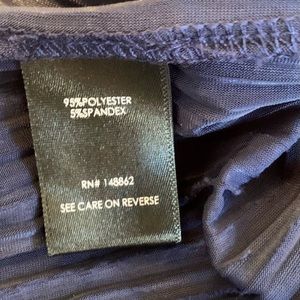 95%POLYESTER
5%SPANDEX
RN# 148862
SEE CARE ON REVERSE